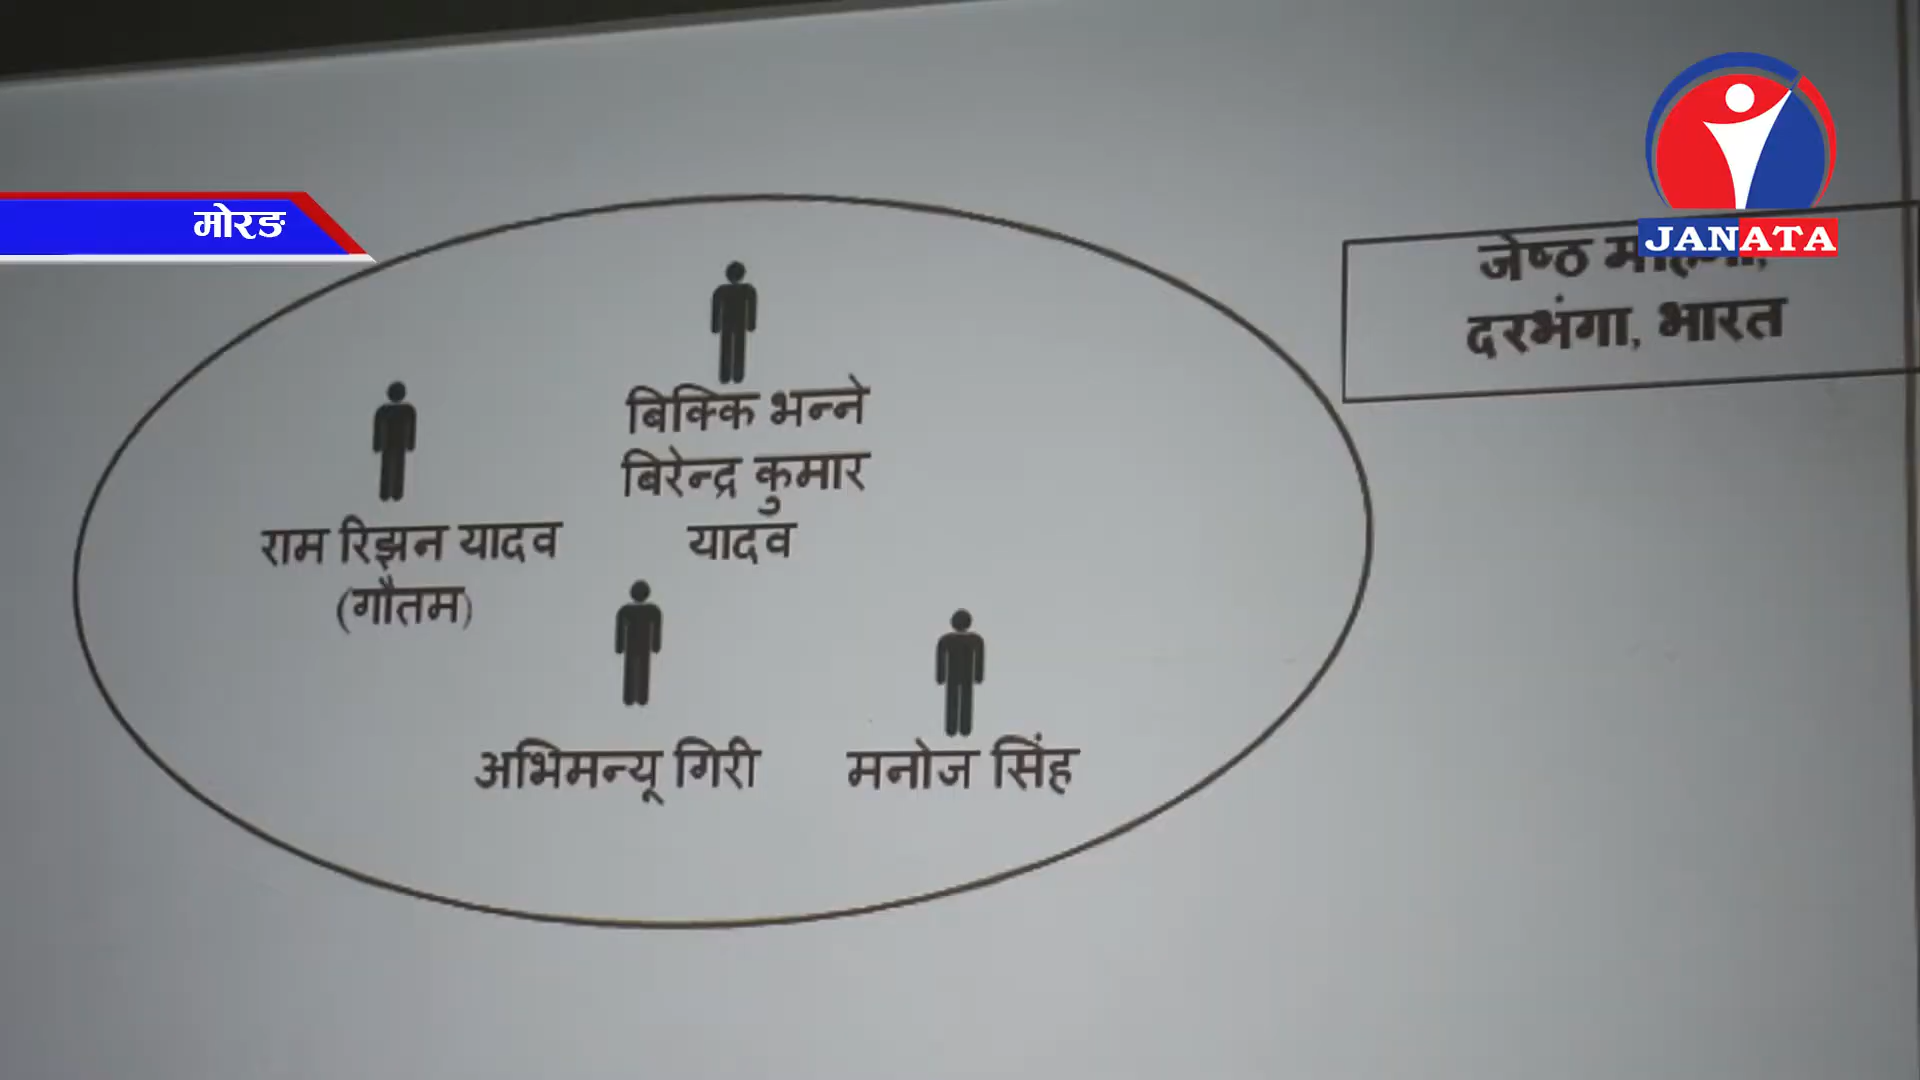 मोरङ
JANATA
जेष्ठ
दरभंगा, भारत
बिक्कि भन्ने
बिरेन्द्र कुमार
यादव
राम रिझन यादव
(गौतम)
अभिमन्यू गिरी
मनोज सिंह